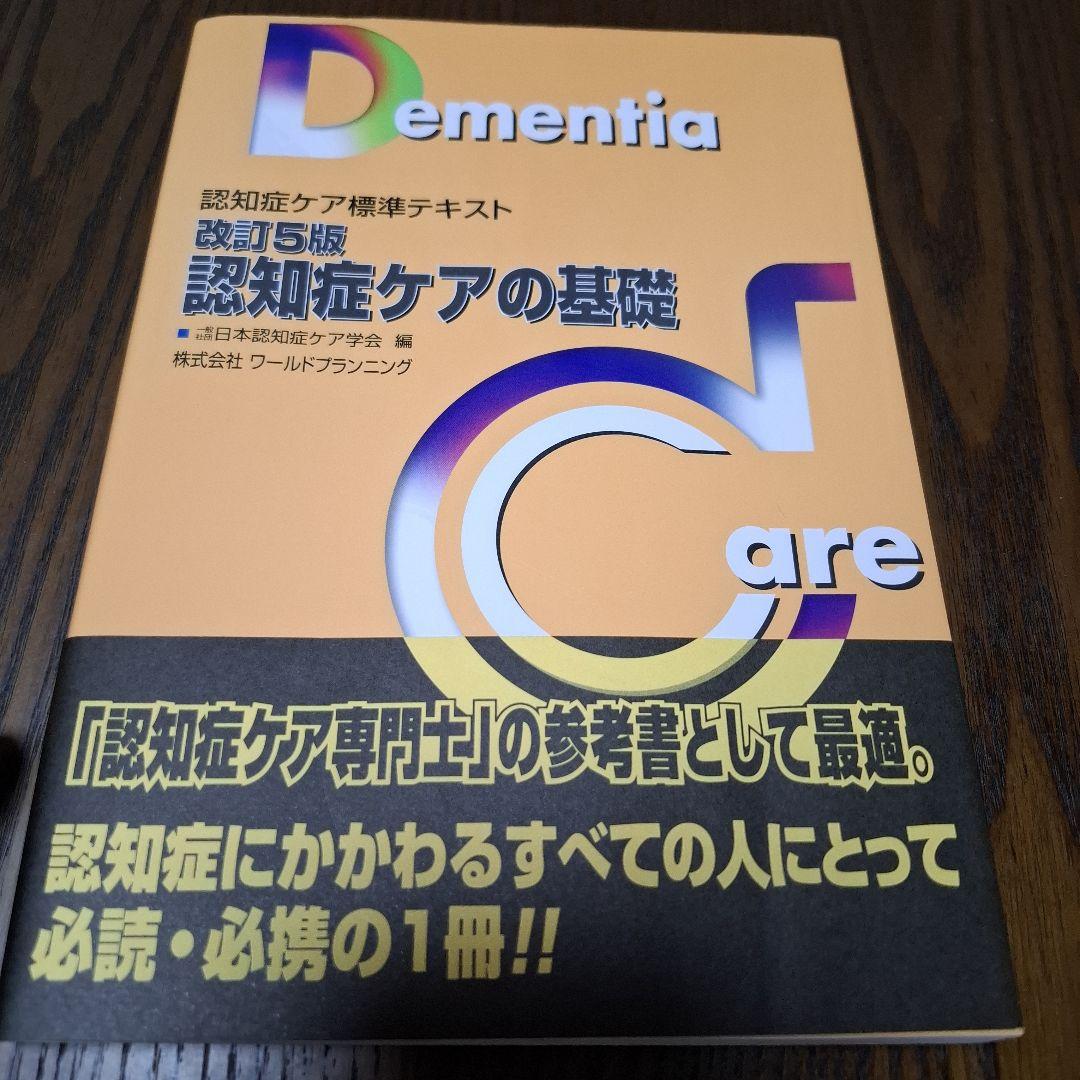 Dementia
認知症ケア標準テキスト
改訂5版
認知症ケアの基礎
■一般社団日本認知症ケア学会 編
株式会社 ワールドプランニング
Care
「認知症ケア専門士」の参考書として最適。
認知症にかかわるすべての人にとって
必読・必携の1冊!!